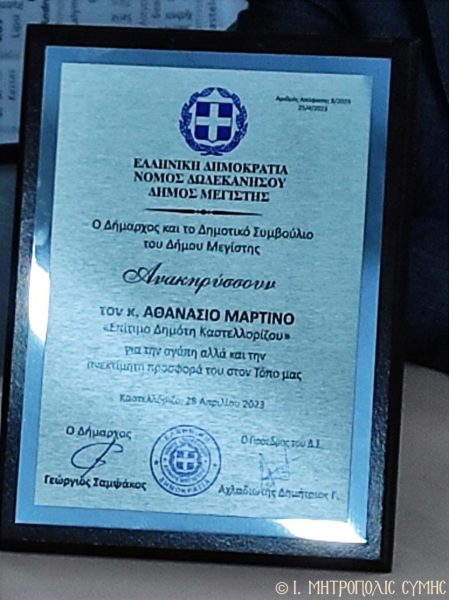 Αριθμός Απόφασης 8/2023
25/4/2023
ΕΛΛΗΝΙΚΗ ΔΗΜΟΚΡΑΤΙΑ
ΝΟΜΟΣ ΔΩΔΕΚΑΝΗΣΟΥ
ΔΗΜΟΣ ΜΕΓΙΣΤΗΣ
Ο Δήμαρχος και το Δημοτικό Συμβούλιο
του Δήμου Μεγίστης
Ανακηρύσσουν
τον κ. ΑΘΑΝΑΣΙΟ ΜΑΡΤΙΝΟ
«Επίτιμο Δημότη Καστελλορίζου»
για την αγάπη αλλά και την
ανεκτίμητη προσφορά του στον Τόπο μας
Καστελλόριζο, 28 Απριλίου 2023
Ο Δήμαρχος
Ο Πρόεδρος του Δ.Σ.
ΔΗΜΟΚΡΑΤΙΑ
Γεώργιος Σαμψάκος
Αχλαδιώτης Δημήτριος Γ.
© Ι. ΜΗΤΡΟΠΟΛΙΣ ΣΥΜΗΣ